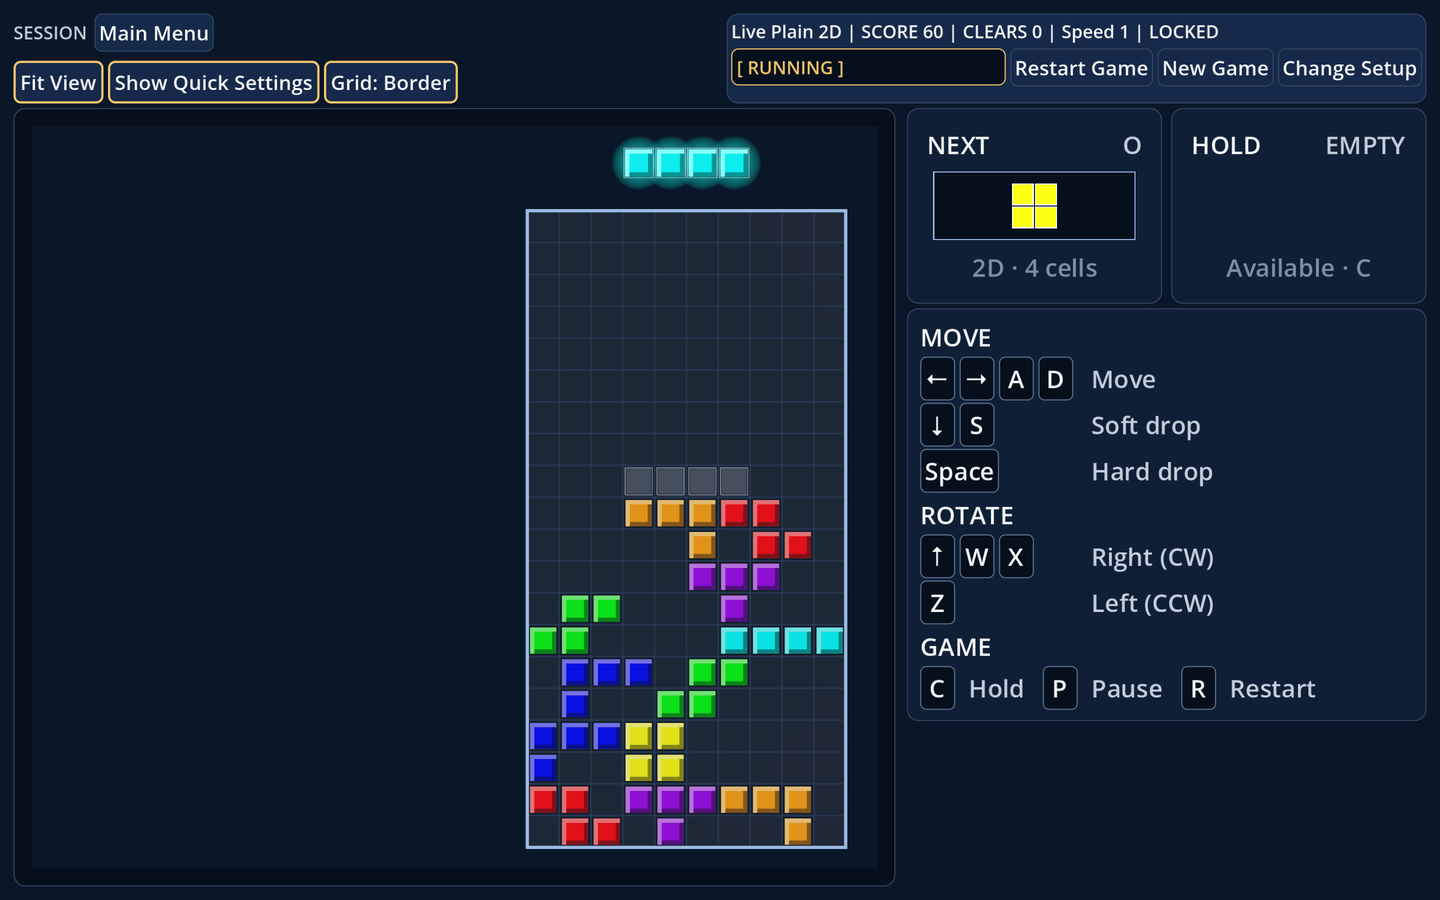 SESSION Main Menu
Fit View Show Quick Settings Grid: Border
Live Plain 2D | SCORE 60 | CLEARS 0 | Speed 1 | LOCKED
[ RUNNING ] Restart Game New Game Change Setup
NEXT O
2D · 4 cells
HOLD EMPTY
Available · C
MOVE
← → A D Move
↓ S Soft drop
Space Hard drop
ROTATE
↑ W X Right (CW)
Z Left (CCW)
GAME
C Hold P Pause R Restart